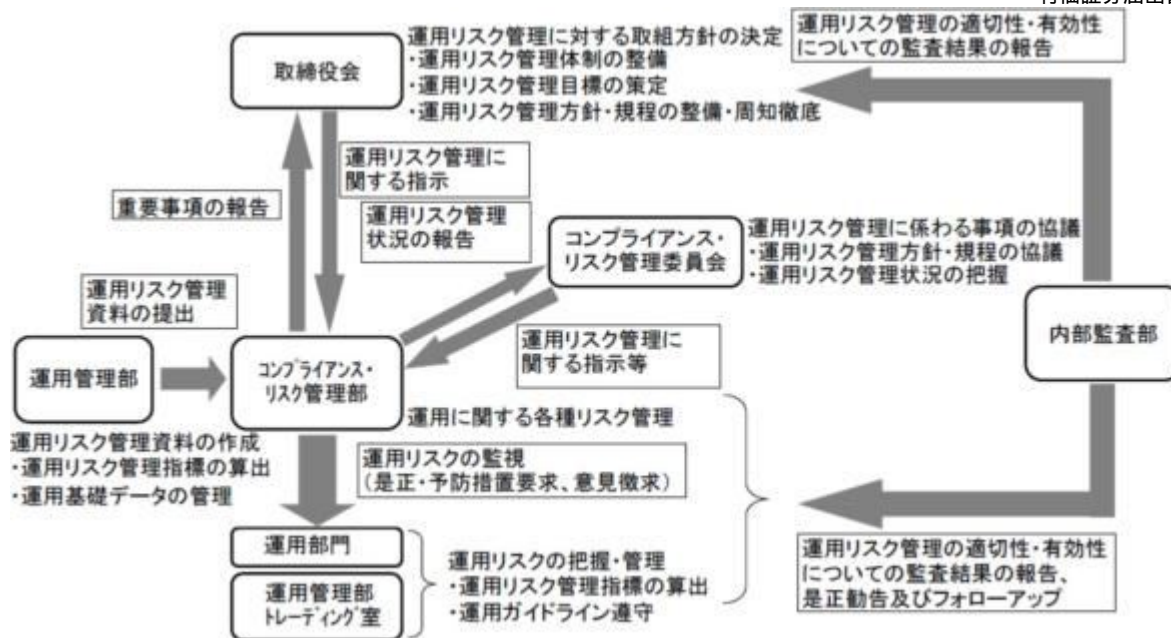 取締役会
運用リスク管理に対する取組方針の決定
・運用リスク管理体制の整備
・運用リスク管理目標の策定
・運用リスク管理方針・規程の整備・周知徹底
運用リスク管理の適切性・有効性
についての監査結果の報告
運用リスク管理に
関する指示
重要事項の報告
運用リスク管理
状況の報告
コンプライアンス・
リスク管理委員会
運用リスク管理に係わる事項の協議
・運用リスク管理方針・規程の協議
・運用リスク管理状況の把握
運用リスク管理
資料の提出
内部監査部
運用リスク管理に
関する指示等
運用管理部
コンプライアンス・
リスク管理部
運用に関する各種リスク管理
運用リスク管理資料の作成
・運用リスク管理指標の算出
・運用基礎データの管理
運用リスクの監視
(是正・予防措置要求、意見徴求)
運用部門
運用管理部
トレーディング室
運用リスクの把握・管理
・運用リスク管理指標の算出
・運用ガイドライン遵守
運用リスク管理の適切性・有効性
についての監査結果の報告、
是正勧告及びフォローアップ